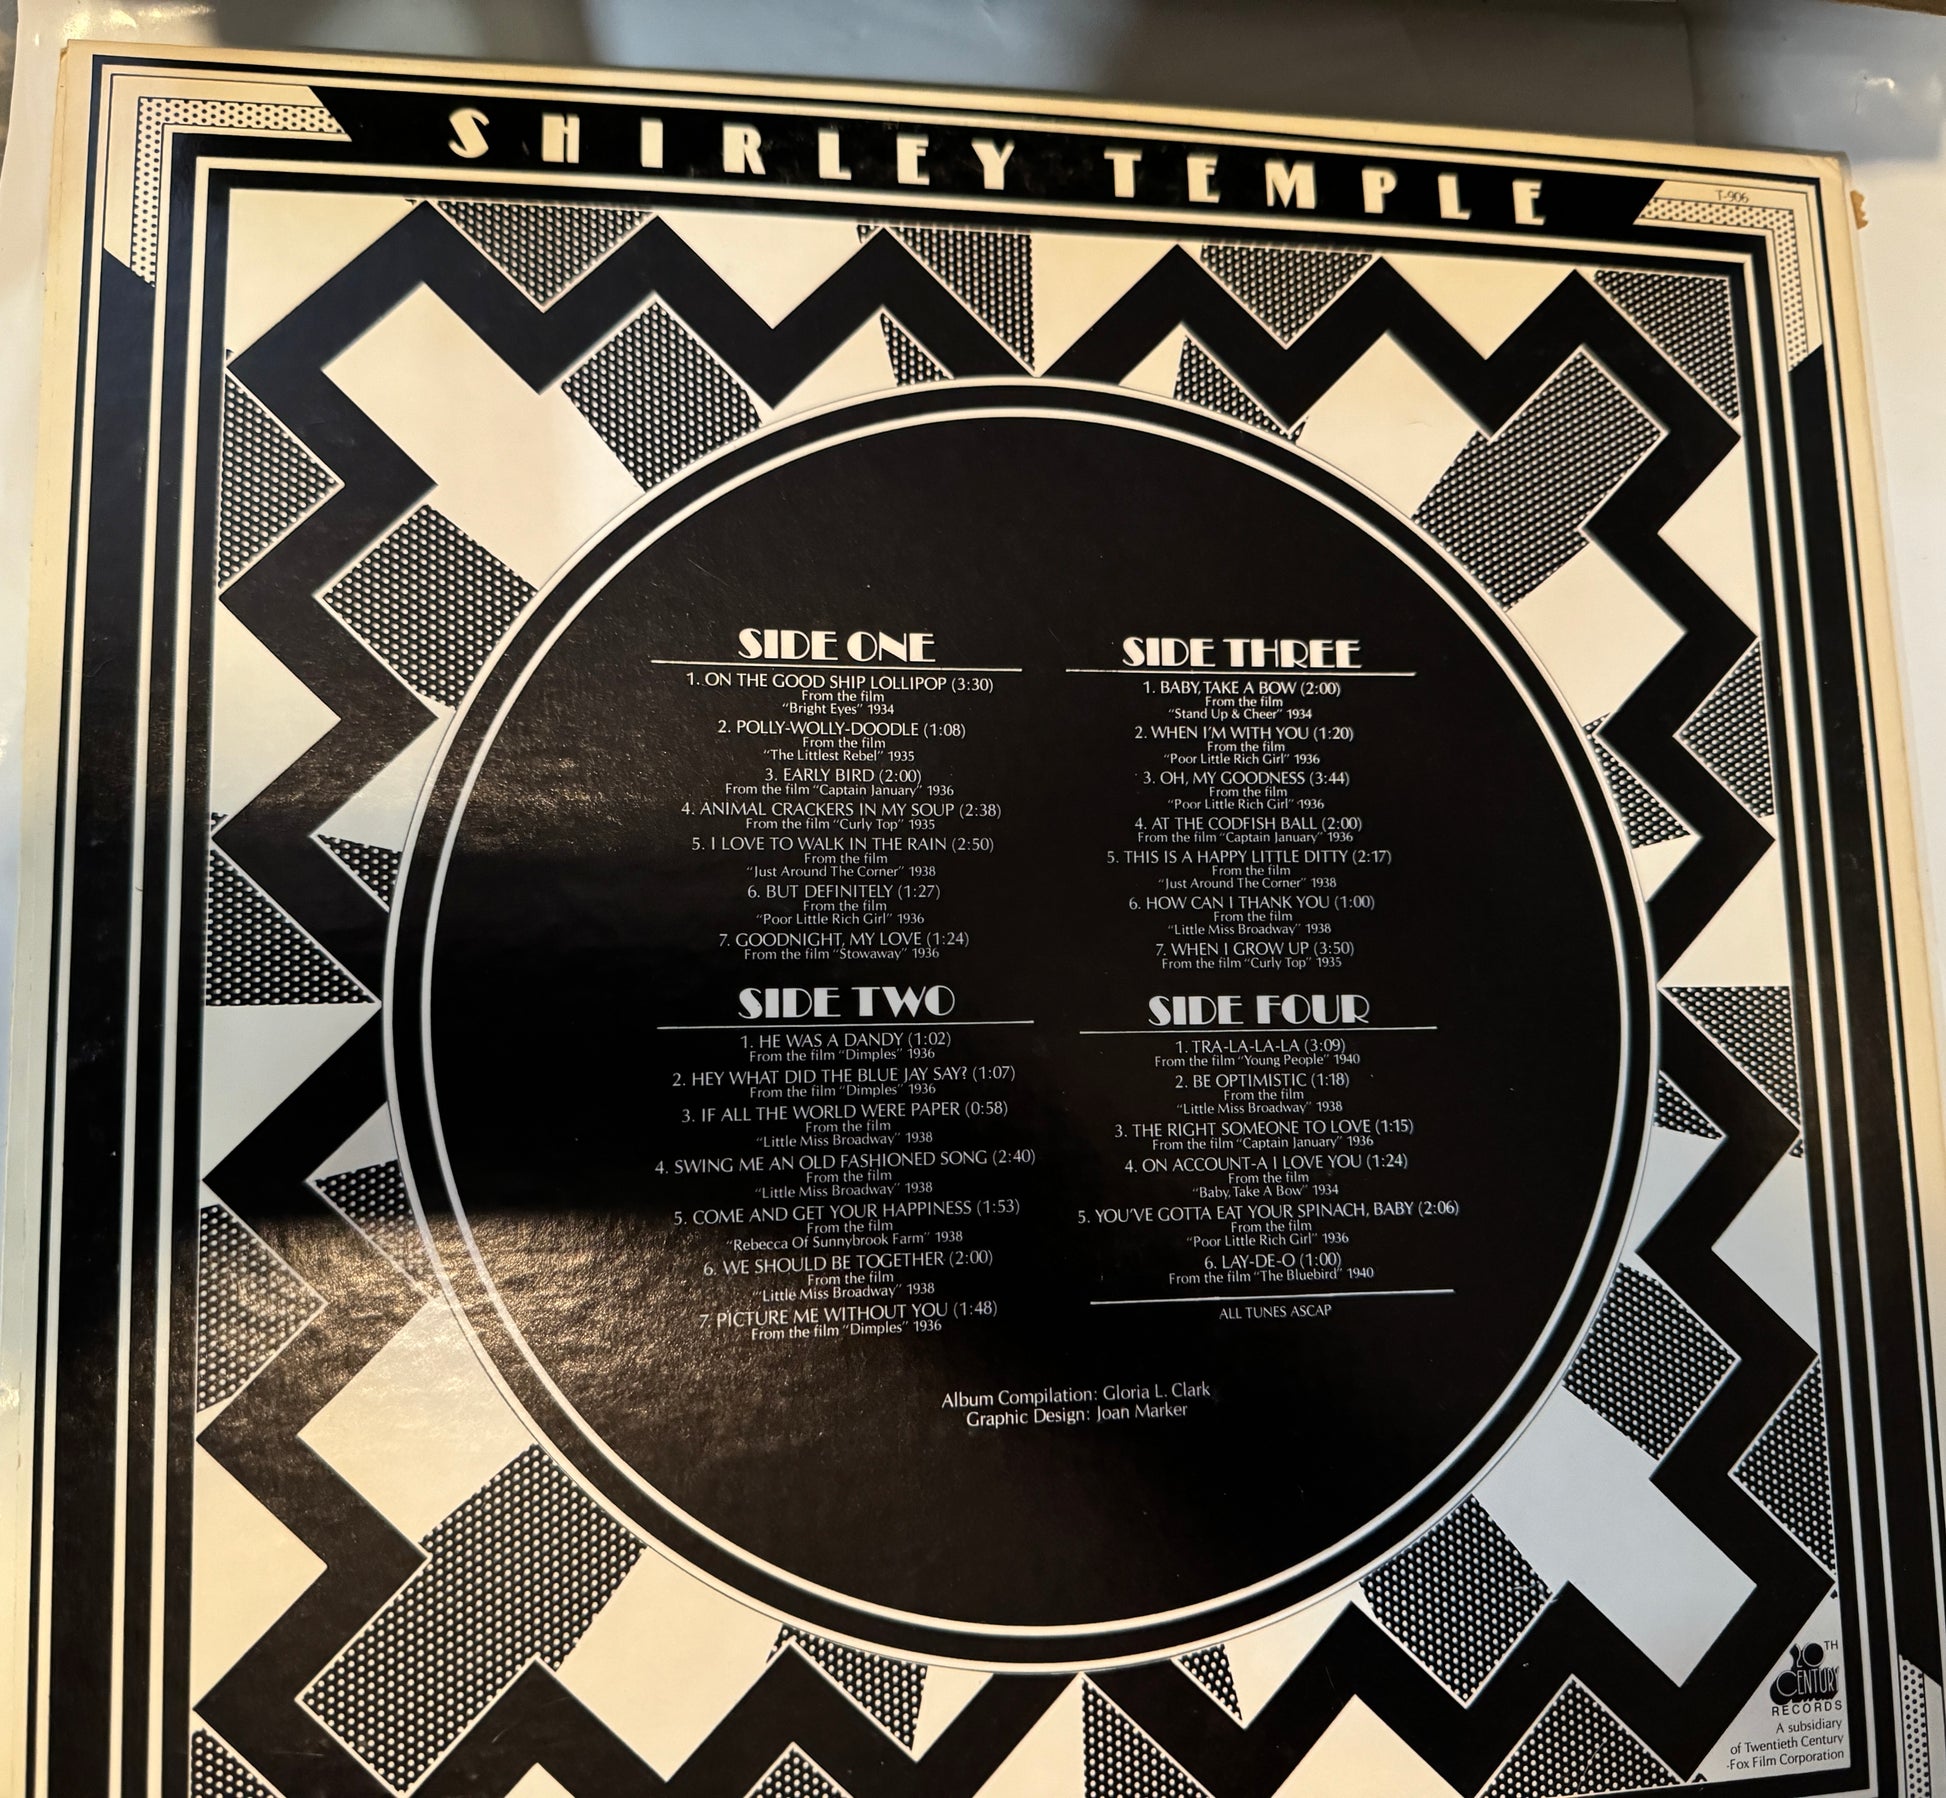 SHIRLEY TEMPLE
T-906
SIDE ONE
1. ON THE GOOD SHIP LOLLIPOP (3:30)
From the film
"Bright Eyes" 1934
2. POLLY-WOLLY-DOODLE (1:08)
From the film
"The Littlest Rebel" 1935
3. EARLY BIRD (2:00)
From the film "Captain January" 1936
4. ANIMAL CRACKERS IN MY SOUP (2:38)
From the film "Curly Top" 1935
5. I LOVE TO WALK IN THE RAIN (2:50)
From the film
"Just Around The Corner" 1938
6. BUT DEFINITELY (1:27)
From the film
"Poor Little Rich Girl" 1936
7. GOODNIGHT, MY LOVE (1:24)
From the film "Stowaway" 1936
SIDE TWO
1. HE WAS A DANDY (1:02)
From the film "Dimples" 1936
2. HEY WHAT DID THE BLUE JAY SAY? (1:07)
From the film "Dimples" 1936
3. IF ALL THE WORLD WERE PAPER (0:58)
From the film
"Little Miss Broadway" 1938
4. SWING ME AN OLD FASHIONED SONG (2:40)
From the film
"Little Miss Broadway" 1938
5. COME AND GET YOUR HAPPINESS (1:53)
From the film
"Rebecca Of Sunnybrook Farm" 1938
6. WE SHOULD BE TOGETHER (2:00)
From the film
"Little Miss Broadway" 1938
7. PICTURE ME WITHOUT YOU (1:48)
From the film "Dimples" 1936
SIDE THREE
1. BABY, TAKE A BOW (2:00)
From the film
"Stand Up & Cheer" 1934
2. WHEN I'M WITH YOU (1:20)
From the film
"Poor Little Rich Girl" 1936
3. OH, MY GOODNESS (3:44)
From the film
"Poor Little Rich Girl" 1936
4. AT THE CODFISH BALL (2:00)
From the film "Captain January" 1936
5. THIS IS A HAPPY LITTLE DITTY (2:17)
From the film
"Just Around The Corner" 1938
6. HOW CAN I THANK YOU (1:00)
From the film
"Little Miss Broadway" 1938
7. WHEN I GROW UP (3:50)
From the film "Curly Top" 1935
SIDE FOUR
1. TRA-LA-LA-LA (3:09)
From the film "Young People" 1940
2. BE OPTIMISTIC (1:18)
From the film
"Little Miss Broadway" 1938
3. THE RIGHT SOMEONE TO LOVE (1:15)
From the film "Captain January" 1936
4. ON ACCOUNT-A I LOVE YOU (1:24)
From the film
"Baby, Take A Bow" 1934
5. YOU'VE GOTTA EAT YOUR SPINACH, BABY (2:06)
From the film
"Poor Little Rich Girl" 1936
6. LAY-DE-O (1:00)
From the film "The Bluebird" 1940
ALL TUNES ASCAP
Album Compilation: Gloria L. Clark
Graphic Design: Joan Marker
20TH
CENTURY
RECORDS
A subsidiary
of Twentieth Century
-Fox Film Corporation